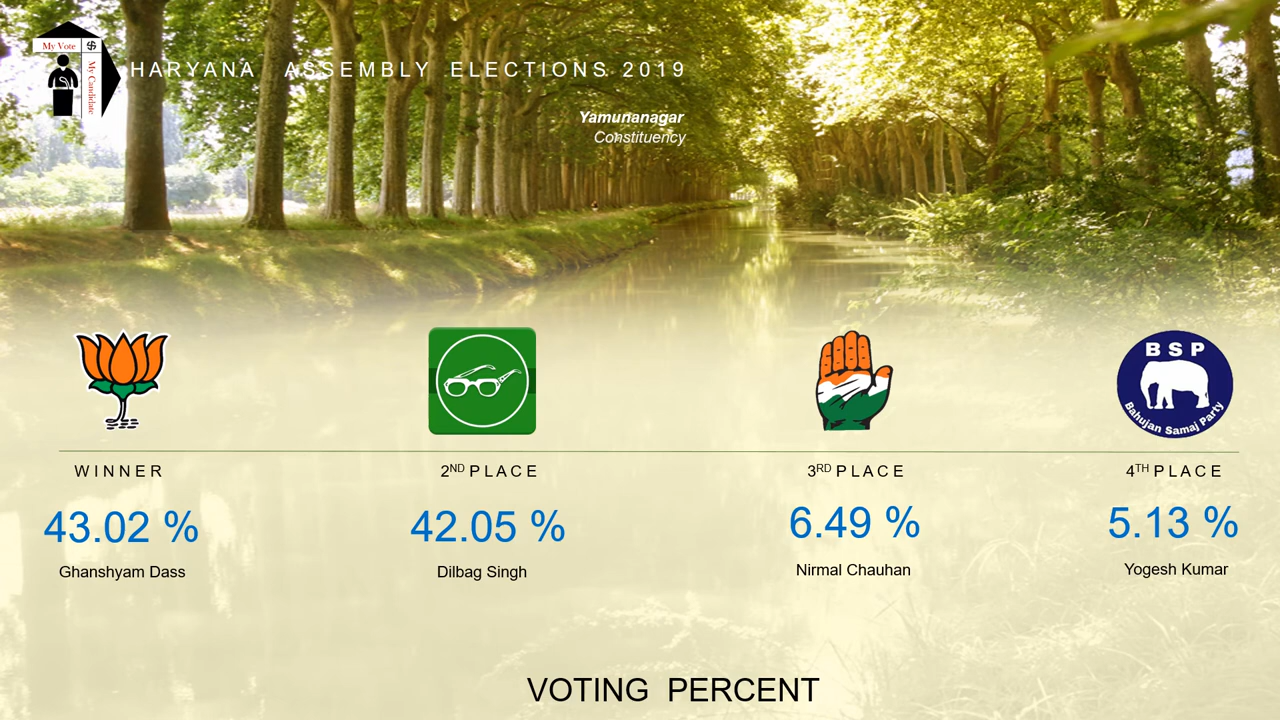 My Vote
My Candidate
HARYANA ASSEMBLY ELECTIONS 2019
Yamunanagar
Constituency
BSP
Bahujan Samaj Party
WINNER 2ND PLACE 3RD PLACE 4TH PLACE
43.02 % 42.05 % 6.49 % 5.13 %
Ghanshyam Dass Dilbag Singh Nirmal Chauhan Yogesh Kumar
VOTING PERCENT